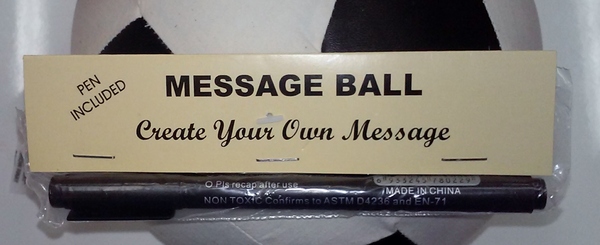 PEN
INCLUDED
MESSAGE BALL
Create Your Own Message
Pls recap after use
MADE IN CHINA
NON TOXIC Confirms to ASTM D4236 and EN-71